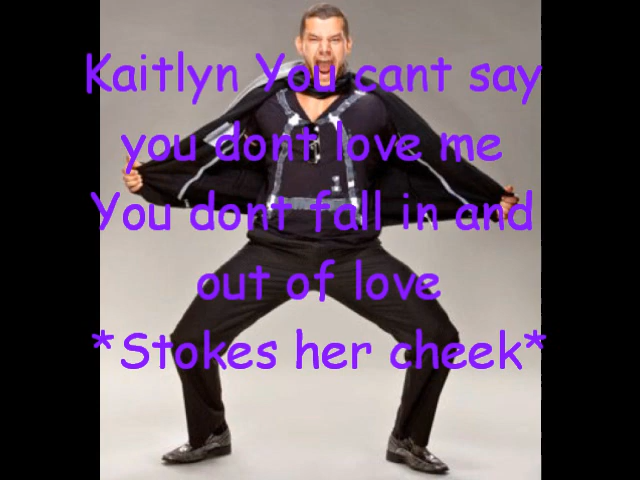 Kaitlyn You cant say
you dont love me
You dont fall in and
out of love
*Stokes her cheek*